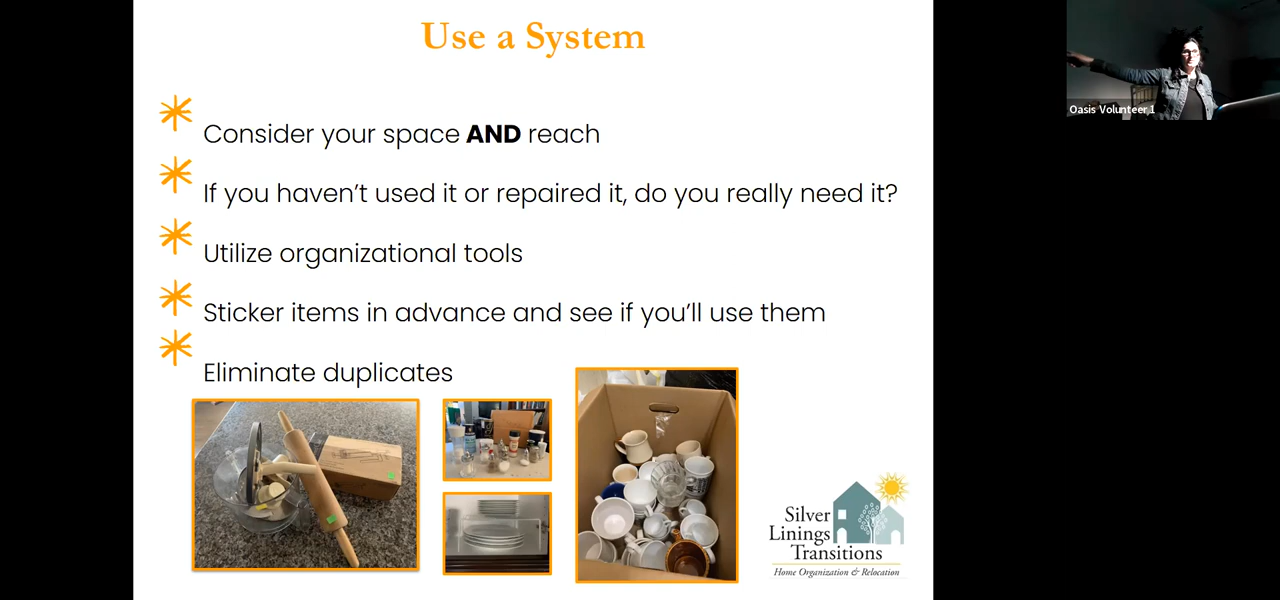 Use a System
Consider your space AND reach
If you haven't used it or repaired it, do you really need it?
Utilize organizational tools
Sticker items in advance and see if you'll use them
Eliminate duplicates
Silver
Linings
Transitions
Home Organization & Relocation
Oasis Volunteer 1